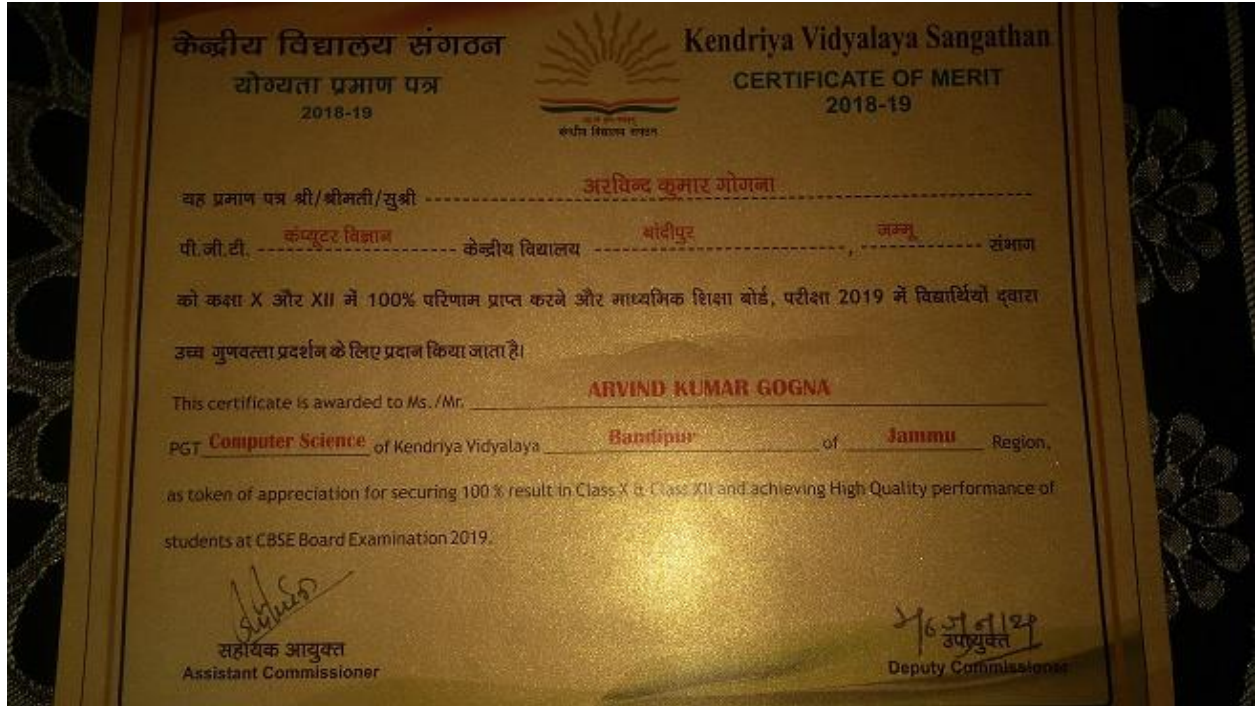 केन्द्रीय विद्यालय संगठन
योग्यता प्रमाण पत्र
2018-19
केन्द्रीय विद्यालय संगठन
Kendriya Vidyalaya Sangathan
CERTIFICATE OF MERIT
2018-19
यह प्रमाण पत्र श्री/श्रीमती/सुश्री अरविन्द कुमार गोगना
पी.जी.टी. कंप्यूटर विज्ञान केन्द्रीय विद्यालय बांदीपुर , जम्मू संभाग
को कक्षा X और XII में 100% परिणाम प्राप्त करने और माध्यमिक शिक्षा बोर्ड, परीक्षा 2019 में विद्यार्थियों द्वारा
उच्च गुणवत्ता प्रदर्शन के लिए प्रदान किया जाता है।
This certificate is awarded to Ms./Mr. ARVIND KUMAR GOGNA
PGT Computer Science of Kendriya Vidyalaya Bandipur of Jammu Region,
as token of appreciation for securing 100 % result in Class X & Class XII and achieving High Quality performance of
students at CBSE Board Examination 2019.
सहायक आयुक्त
Assistant Commissioner
उपायुक्त
Deputy Commissioner